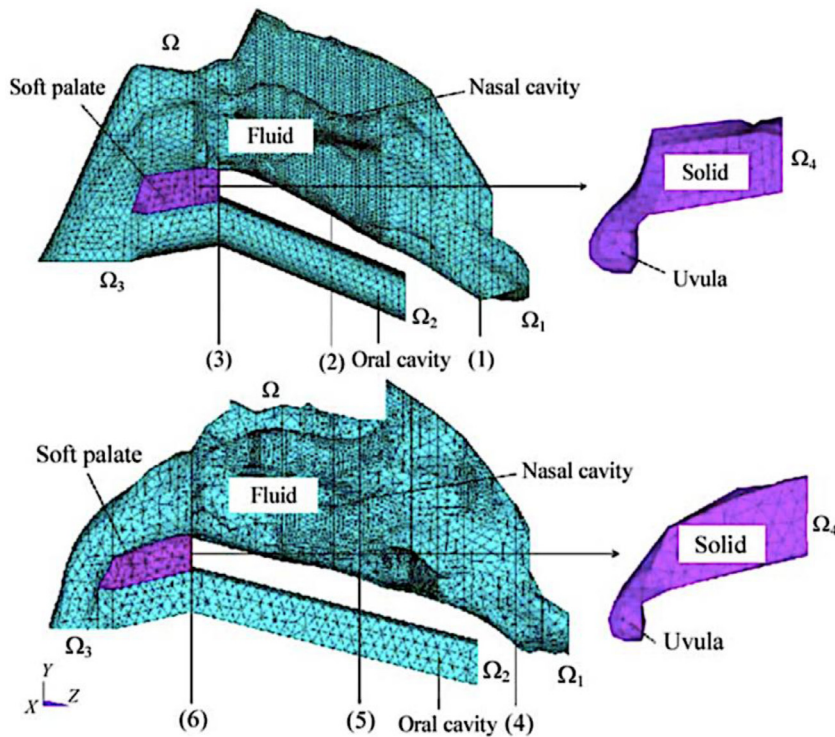 Ω
Soft palate
Nasal cavity
Fluid
Solid
Ω4
Uvula
Ω3
Ω2
Ω1
(3)
(2)
Oral cavity
(1)
Ω
Soft palate
Nasal cavity
Fluid
Solid
Ω4
Uvula
Ω3
Ω2
Ω1
Y
X
Z
(6)
(5)
Oral cavity
(4)